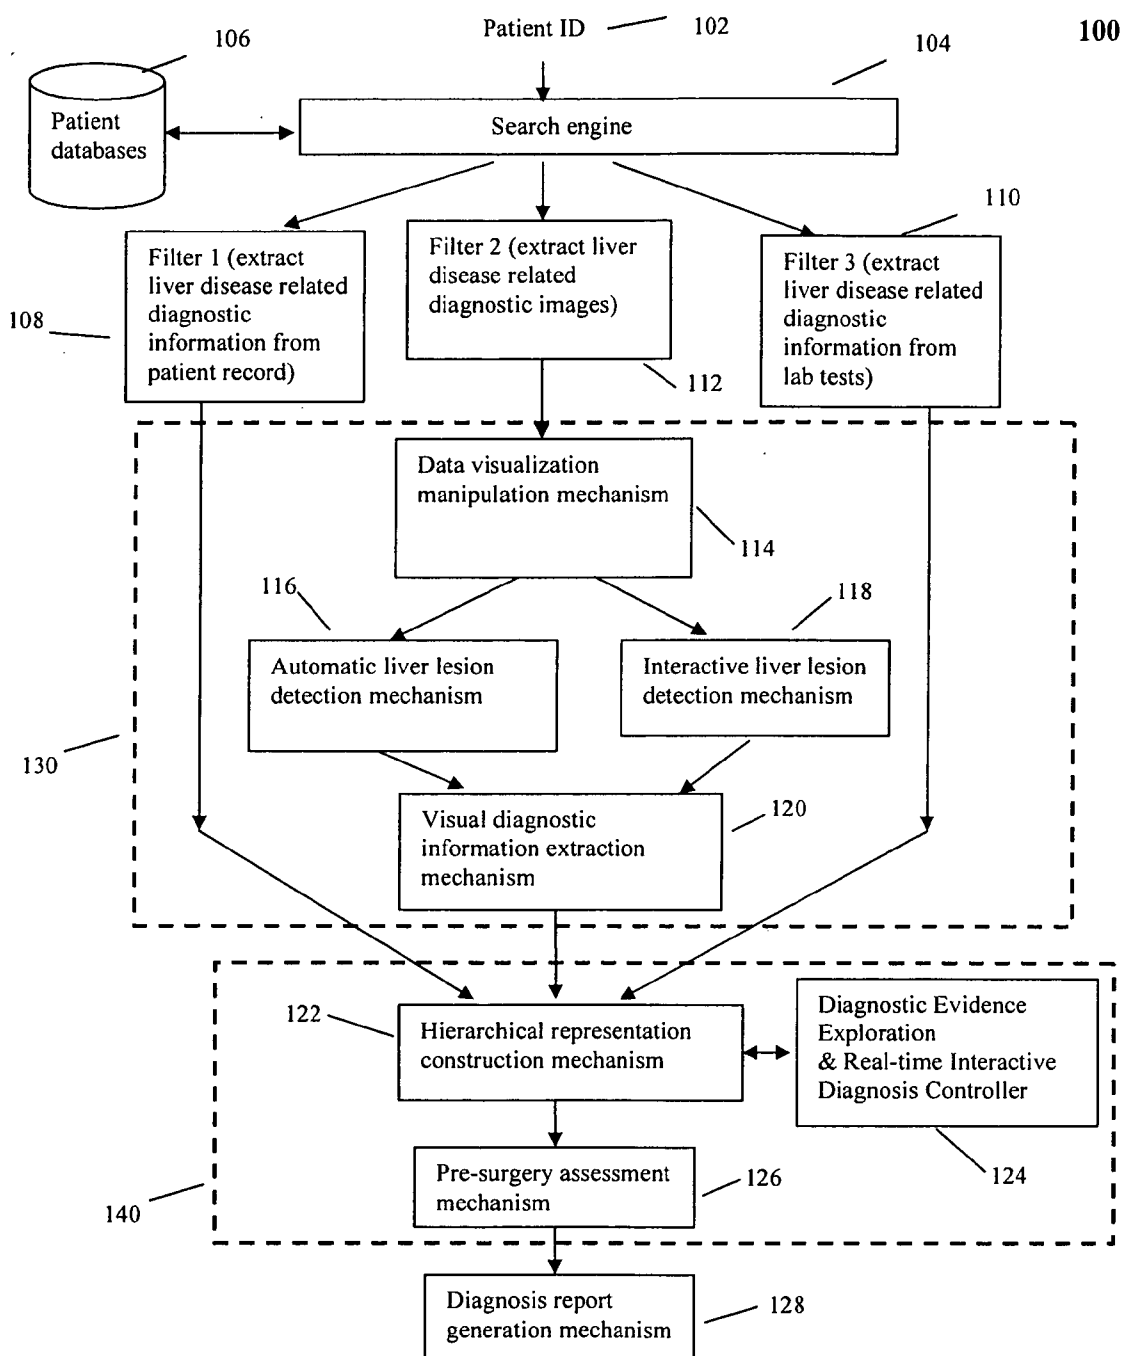 106
Patient ID
102
100
104
Patient
databases
Search engine
110
Filter 1 (extract
liver disease related
diagnostic
information from
patient record)
Filter 2 (extract liver
disease related
diagnostic images)
Filter 3 (extract
liver disease related
diagnostic
information from
lab tests)
108
112
Data visualization
manipulation mechanism
114
116
118
Automatic liver lesion
detection mechanism
Interactive liver lesion
detection mechanism
130
Visual diagnostic
information extraction
mechanism
120
122
Hierarchical representation
construction mechanism
Diagnostic Evidence
Exploration
& Real-time Interactive
Diagnosis Controller
124
Pre-surgery assessment
mechanism
126
140
Diagnosis report
generation mechanism
128